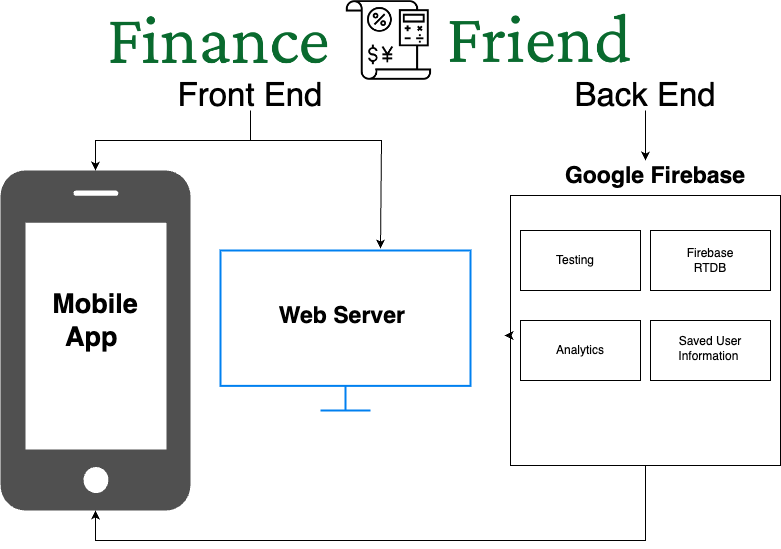 Finance Friend
% $¥ + × − ÷
Front End
Back End
Google Firebase
Mobile
App
Web Server
Testing
Firebase
RTDB
Analytics
Saved User
Information